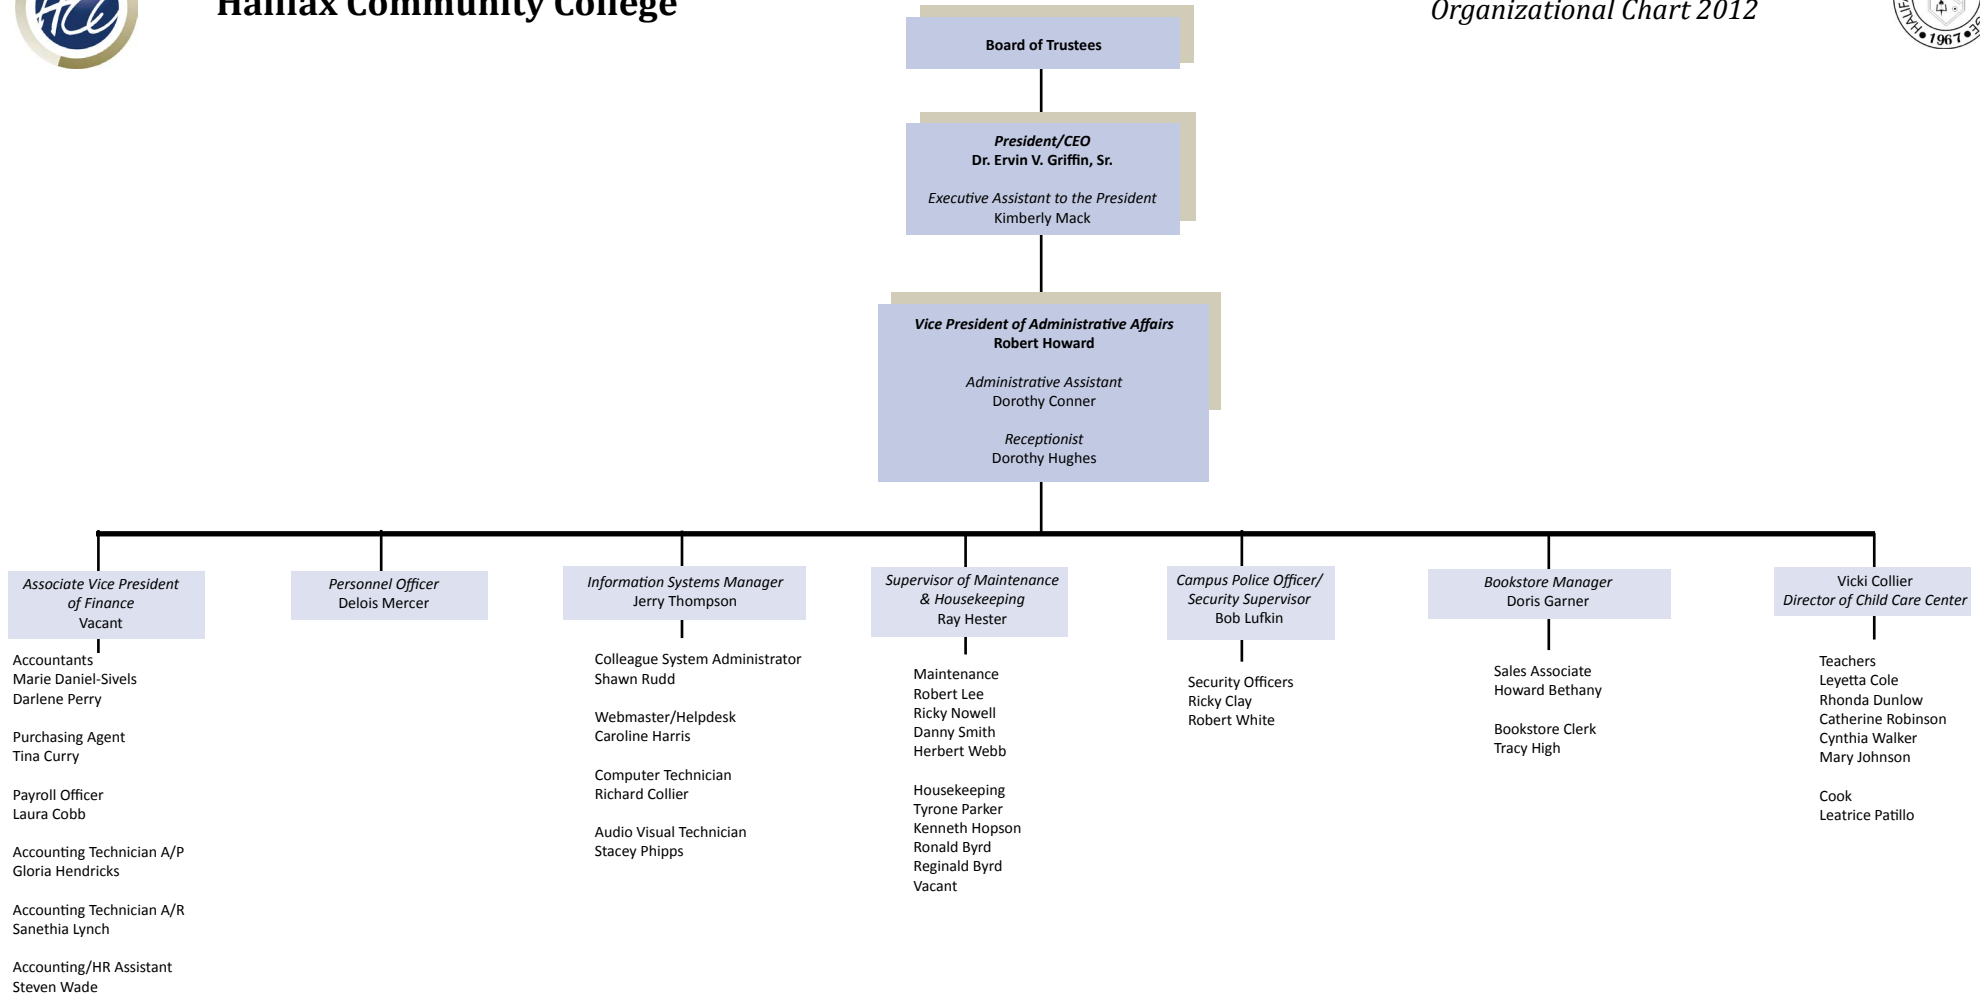 Halifax Community College
Organizational Chart 2012
HCC
1967
Board of Trustees
President/CEO
Dr. Ervin V. Griffin, Sr.
Executive Assistant to the President
Kimberly Mack
Vice President of Administrative Affairs
Robert Howard
Administrative Assistant
Dorothy Conner
Receptionist
Dorothy Hughes
Associate Vice President
of Finance
Vacant
Accountants
Marie Daniel-Sivels
Darlene Perry
Purchasing Agent
Tina Curry
Payroll Officer
Laura Cobb
Accounting Technician A/P
Gloria Hendricks
Accounting Technician A/R
Sanethia Lynch
Accounting/HR Assistant
Steven Wade
Personnel Officer
Delois Mercer
Information Systems Manager
Jerry Thompson
Colleague System Administrator
Shawn Rudd
Webmaster/Helpdesk
Caroline Harris
Computer Technician
Richard Collier
Audio Visual Technician
Stacey Phipps
Supervisor of Maintenance
& Housekeeping
Ray Hester
Maintenance
Robert Lee
Ricky Nowell
Danny Smith
Herbert Webb
Housekeeping
Tyrone Parker
Kenneth Hopson
Ronald Byrd
Reginald Byrd
Vacant
Campus Police Officer/
Security Supervisor
Bob Lufkin
Security Officers
Ricky Clay
Robert White
Bookstore Manager
Doris Garner
Sales Associate
Howard Bethany
Bookstore Clerk
Tracy High
Vicki Collier
Director of Child Care Center
Teachers
Leyetta Cole
Rhonda Dunlow
Catherine Robinson
Cynthia Walker
Mary Johnson
Cook
Leatrice Patillo